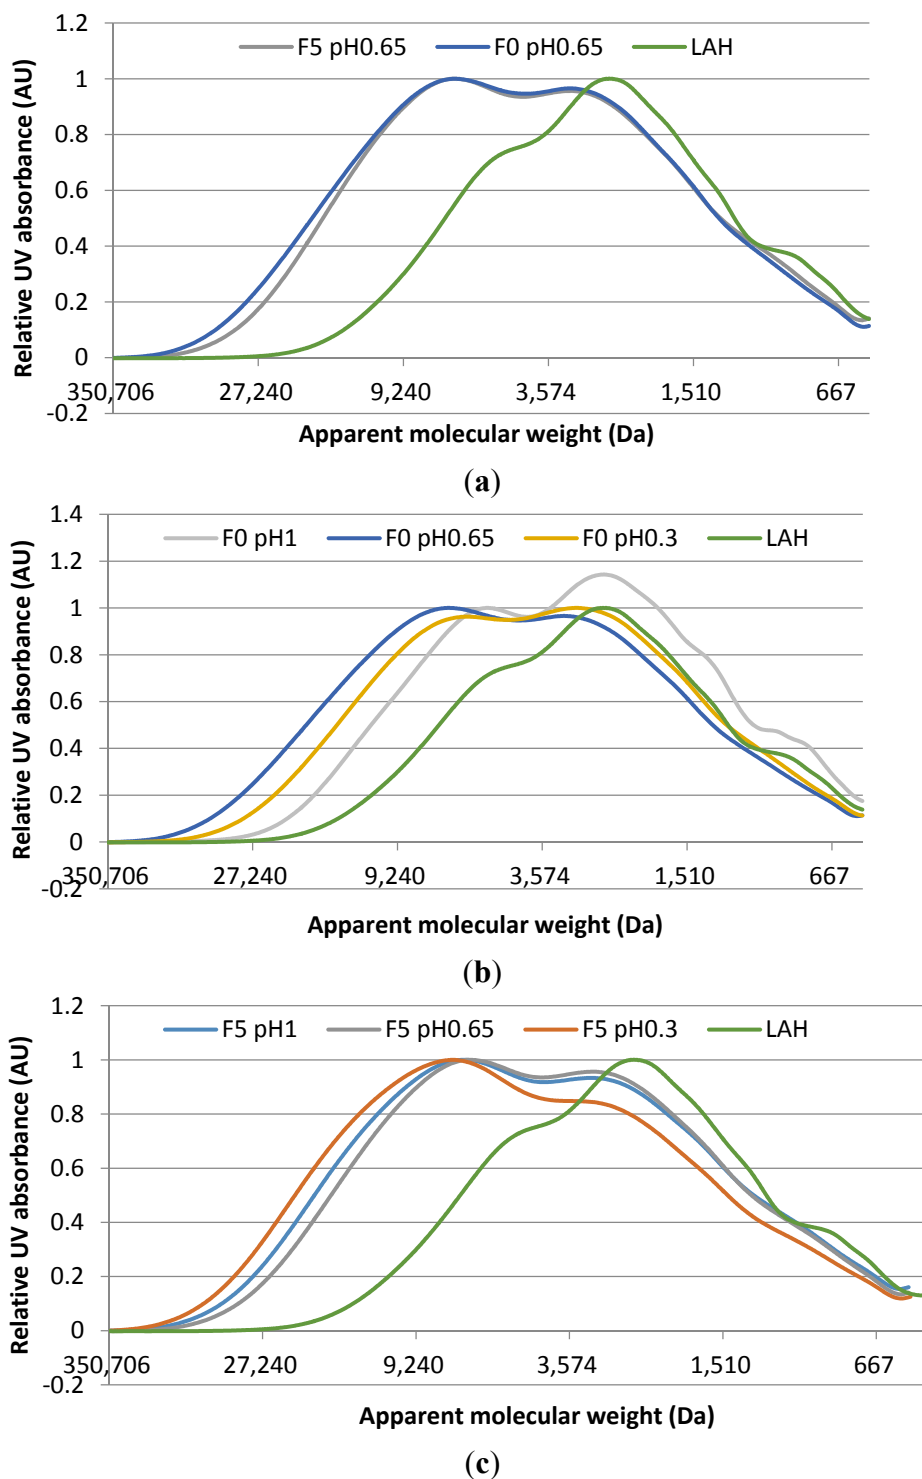 1.2
F5 pH0.65 F0 pH0.65 LAH
1
0.8
0.6
0.4
0.2
0
350,706 27,240 9,240 3,574 1,510 667
-0.2
Relative UV absorbance (AU)
Apparent molecular weight (Da)
(a)
1.4
F0 pH1 F0 pH0.65 F0 pH0.3 LAH
1.2
1
0.8
0.6
0.4
0.2
0
350,706 27,240 9,240 3,574 1,510 667
-0.2
Relative UV absorbance (AU)
Apparent molecular weight (Da)
(b)
1.2
F5 pH1 F5 pH0.65 F5 pH0.3 LAH
1
0.8
0.6
0.4
0.2
0
350,706 27,240 9,240 3,574 1,510 667
-0.2
Relative UV absorbance (AU)
Apparent molecular weight (Da)
(c)